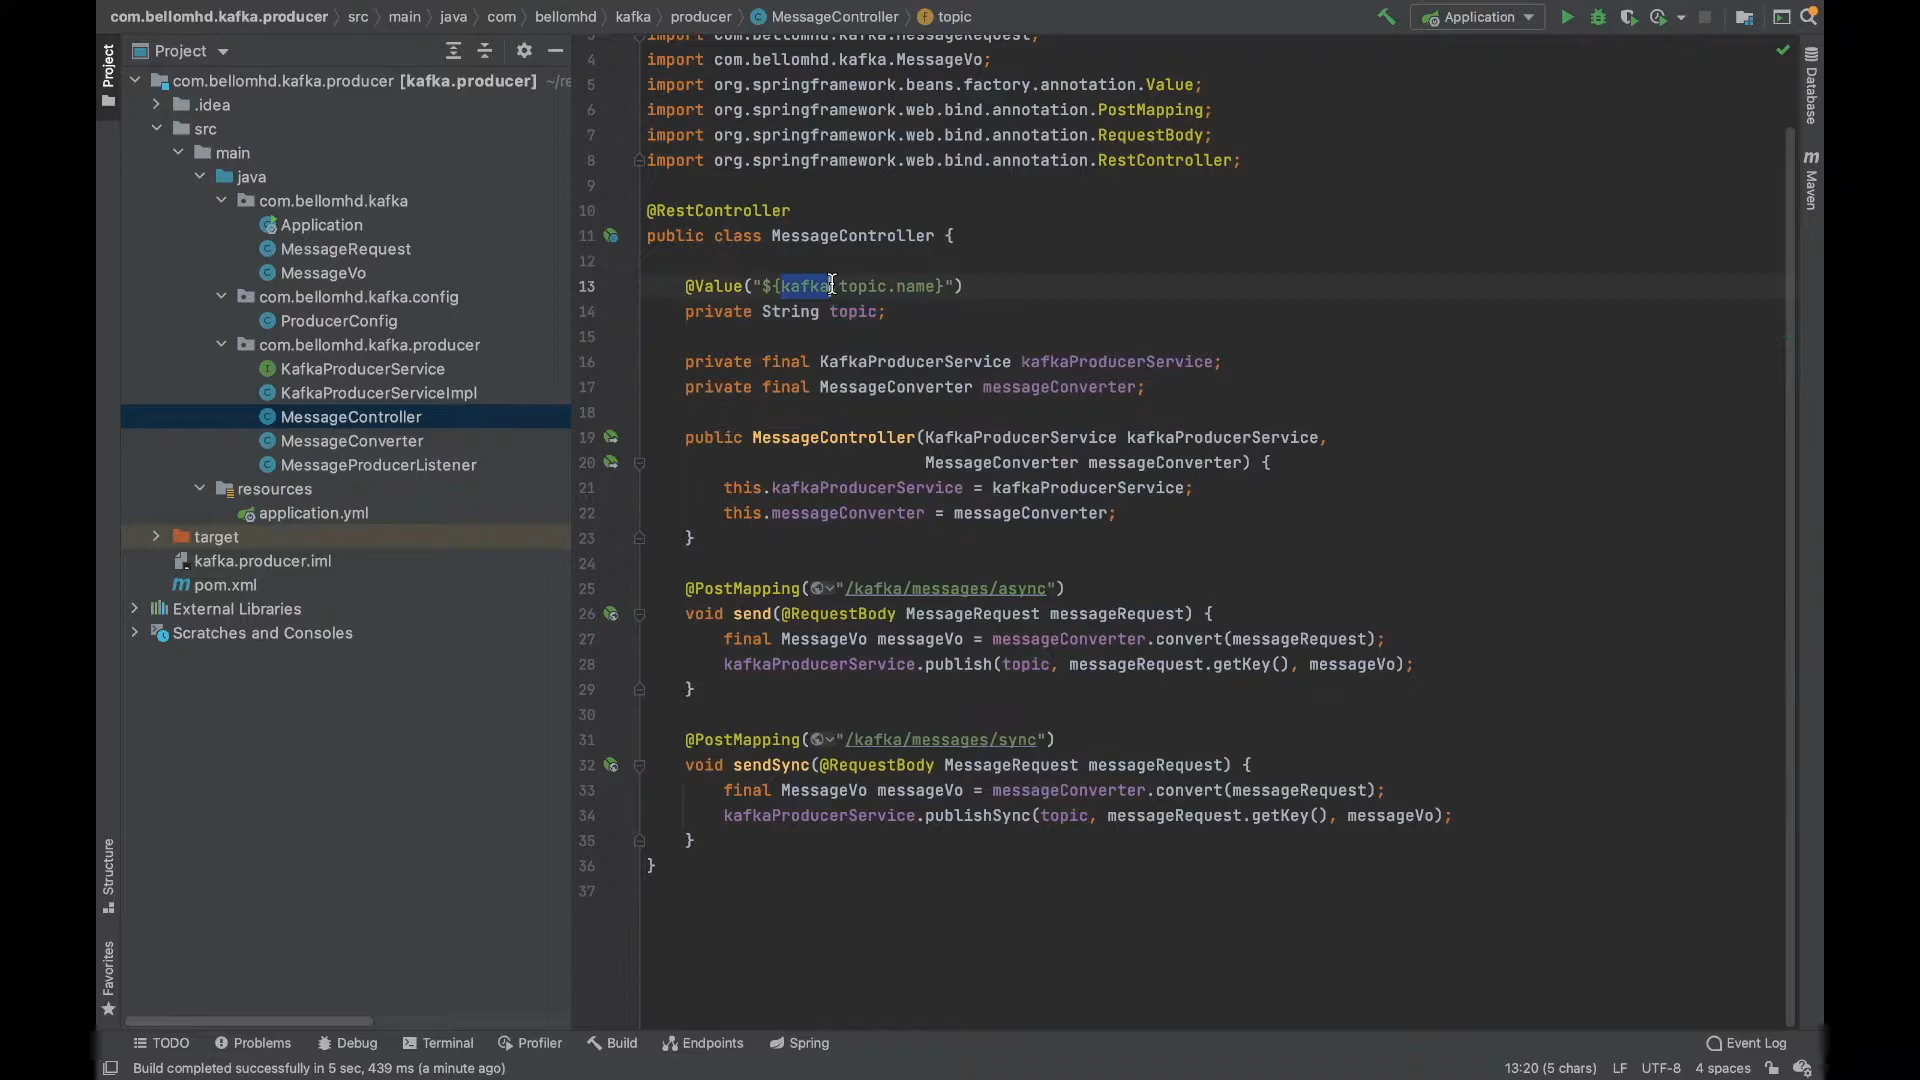 com.bellomhd.kafka.producer > src > main > java > com > bellomhd > kafka > producer > MessageController > topic
Application
Project
Project
com.bellomhd.kafka.producer [kafka.producer] ~/re
.idea
src
main
java
com.bellomhd.kafka
Application
MessageRequest
MessageVo
com.bellomhd.kafka.config
ProducerConfig
com.bellomhd.kafka.producer
KafkaProducerService
KafkaProducerServiceImpl
MessageController
MessageConverter
MessageProducerListener
resources
application.yml
target
kafka.producer.iml
pom.xml
External Libraries
Scratches and Consoles
Structure
Favorites
3 import com.bellomhd.kafka.MessageRequest;
4 import com.bellomhd.kafka.MessageVo;
5 import org.springframework.beans.factory.annotation.Value;
6 import org.springframework.web.bind.annotation.PostMapping;
7 import org.springframework.web.bind.annotation.RequestBody;
8 import org.springframework.web.bind.annotation.RestController;
9
10 @RestController
11 public class MessageController {
12
13 @Value("${kafka.topic.name}")
14 private String topic;
15
16 private final KafkaProducerService kafkaProducerService;
17 private final MessageConverter messageConverter;
18
19 public MessageController(KafkaProducerService kafkaProducerService,
20 MessageConverter messageConverter) {
21 this.kafkaProducerService = kafkaProducerService;
22 this.messageConverter = messageConverter;
23 }
24
25 @PostMapping("/kafka/messages/async")
26 void send(@RequestBody MessageRequest messageRequest) {
27 final MessageVo messageVo = messageConverter.convert(messageRequest);
28 kafkaProducerService.publish(topic, messageRequest.getKey(), messageVo);
29 }
30
31 @PostMapping("/kafka/messages/sync")
32 void sendSync(@RequestBody MessageRequest messageRequest) {
33 final MessageVo messageVo = messageConverter.convert(messageRequest);
34 kafkaProducerService.publishSync(topic, messageRequest.getKey(), messageVo);
35 }
36 }
37
Database
Maven
TODO Problems Debug Terminal Profiler Build Endpoints Spring Event Log
Build completed successfully in 5 sec, 439 ms (a minute ago) 13:20 (5 chars) LF UTF-8 4 spaces